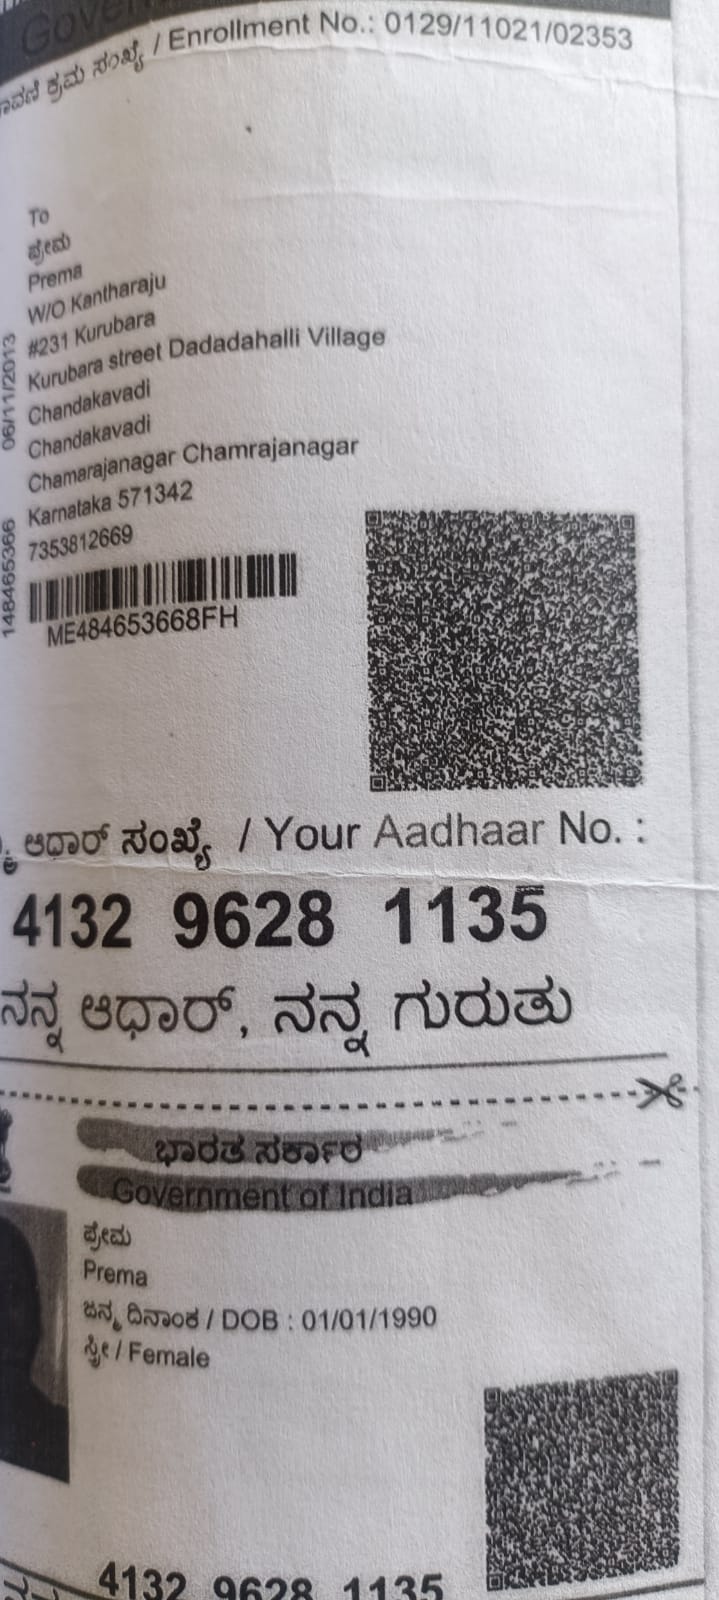 Govern
ಕ್ರಮ ಸಂಖ್ಯೆ / Enrollment No.: 0129/11021/02353
To
ಪ್ರೇಮ
Prema
W/O Kantharaju
#231 Kurubara
Kurubara street Dadadahalli Village
Chandakavadi
Chandakavadi
Chamarajanagar Chamrajanagar
Karnataka 571342
7353812669
06/11/2013
148465366
ME484653668FH
ಆಧಾರ್ ಸಂಖ್ಯೆ / Your Aadhaar No. :
4132 9628 1135
ನನ್ನ ಆಧಾರ್, ನನ್ನ ಗುರುತು
ಭಾರತ ಸರ್ಕಾರ
Government of India
ಪ್ರೇಮ
Prema
ಜನ್ಮ ದಿನಾಂಕ / DOB : 01/01/1990
ಸ್ತ್ರೀ / Female
4132 9628 1135